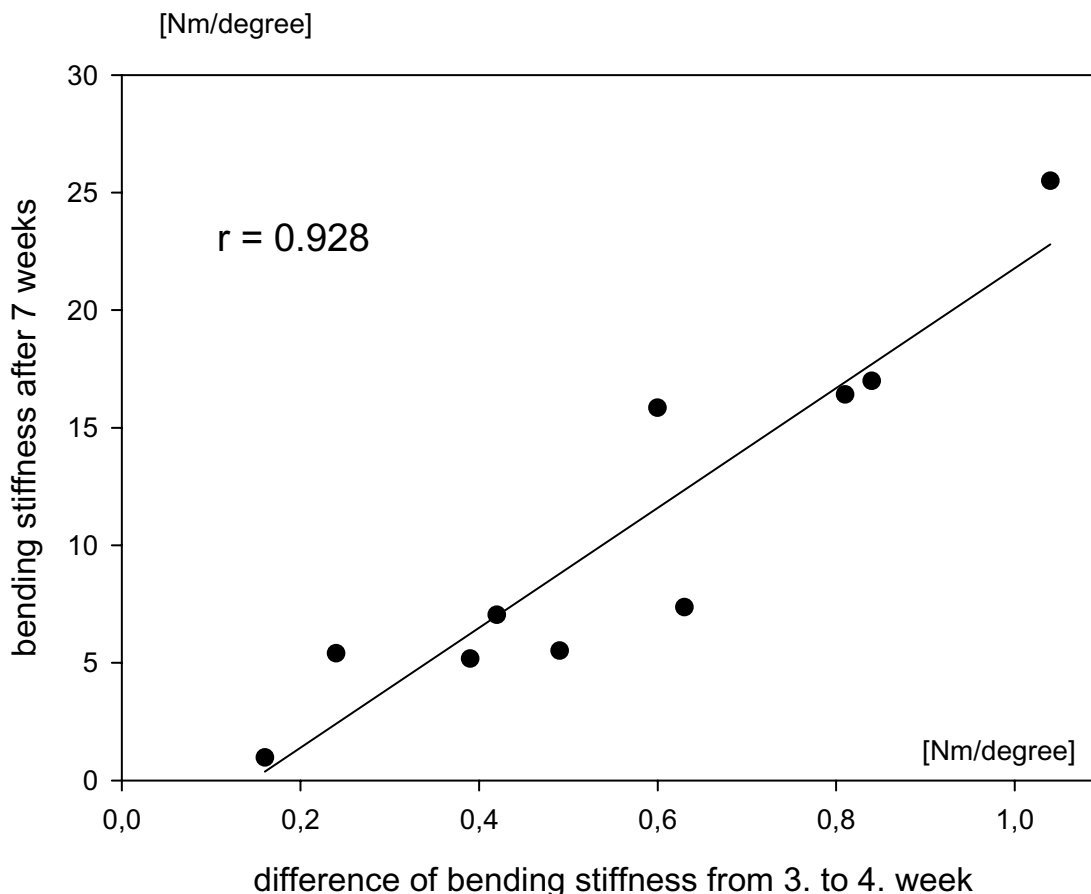 [Nm/degree]
30
25
20
15
10
5
0
bending stiffness after 7 weeks
r = 0.928
[Nm/degree]
0,0 0,2 0,4 0,6 0,8 1,0
difference of bending stiffness from 3. to 4. week